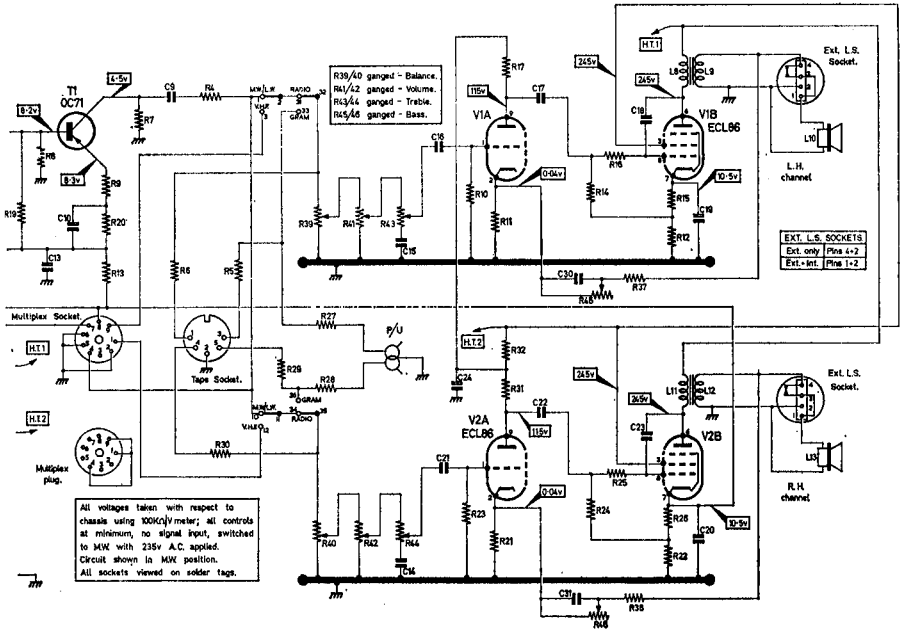 H.T.1
Ext. L.S.
Socket.
4·5v
T1
OC71
C9
R4
M.W/L.W.
RADIO
32
V.H.F.
3
33
GRAM
R39/40 ganged - Balance.
R41/42 ganged - Volume.
R43/44 ganged - Treble.
R45/46 ganged - Bass.
R17
115v
C17
245v
245v
L8
L9
8·2v
R7
V1A
C18
V1B
ECL86
L10
R8
C16
R16
L.H.
channel
8·3v
R9
0·04v
10·5v
R10
R14
R15
C19
R19
C10
R20
R39
R41
R43
R11
R12
EXT. L.S. SOCKETS
Ext. only Pins 4+2
Ext.+Int. Pins 1+2
C13
C15
R13
R6
R5
C30
R37
R45
Multiplex Socket.
R27
P/U
H.T.2
R32
H.T.1
Tape Socket.
R29
R28
C24
R31
245v
245v
L11
L12
Ext. L.S.
Socket.
GRAM
M.W/L.W.
RADIO
H.T.2
V.H.F.
12
V2A
ECL86
C22
11·5v
C23
V2B
L13
R30
C21
R25
R.H.
channel
Multiplex
plug.
0·04v
R23
R24
R26
C20
10·5v
All voltages taken with respect to
chassis using 100KΩ/V meter; all controls
at minimum, no signal input, switched
to M.W. with 235v A.C. applied.
Circuit shown in M.W. position.
All sockets viewed on solder tags.
R40
R42
R44
R21
R22
C14
C31
R38
R46